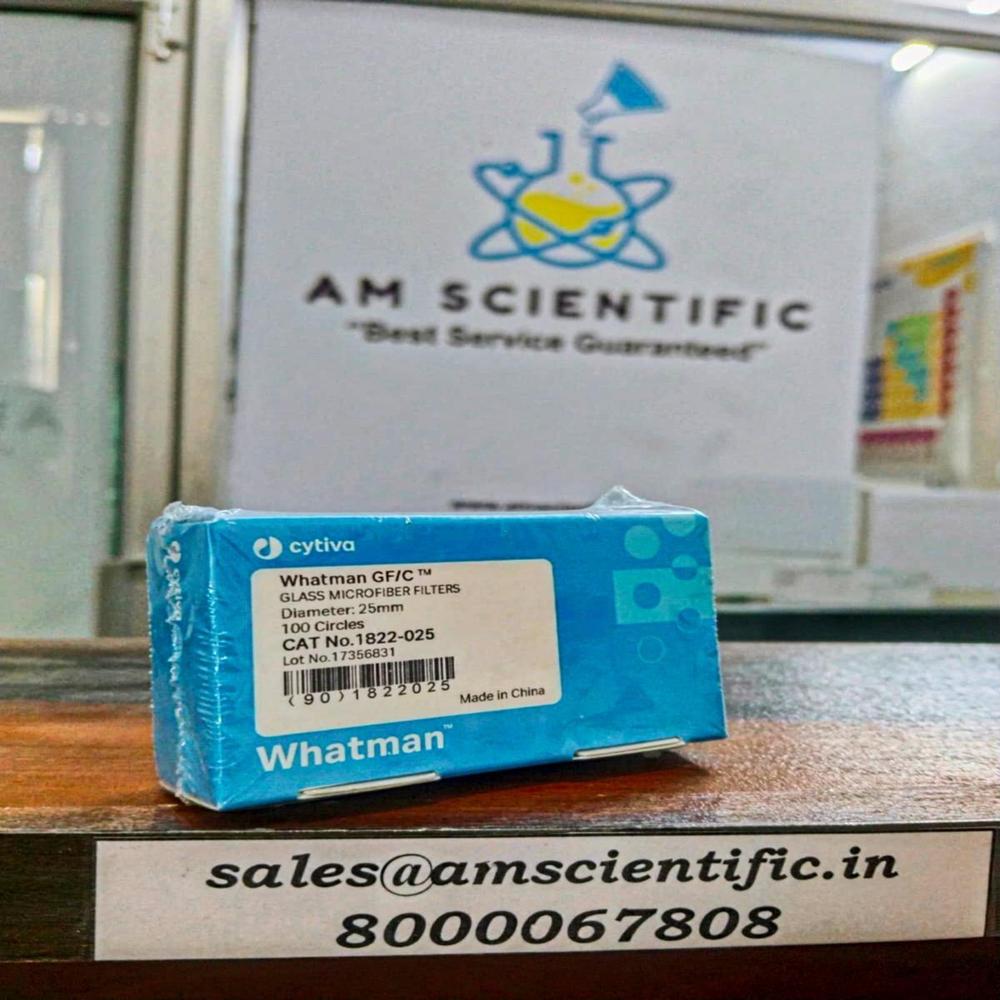 AM SCIENTIFIC
"Best Service Guaranteed"
cytiva
Whatman GF/C ™
GLASS MICROFIBER FILTERS
Diameter: 25mm
100 Circles
CAT No.1822-025
Lot No.17356831
(90)1822025
Made in China
Whatman™
sales@amscientific.in
8000067808